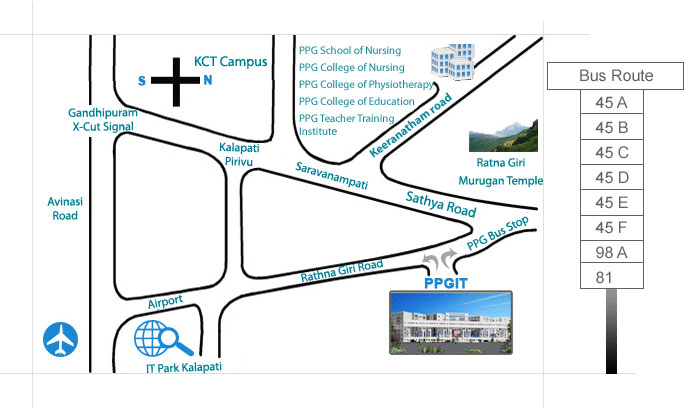 PPG School of Nursing
KCT Campus
PPG College of Nursing
S
N
PPG College of Physiotherapy
PPG College of Education
PPG Teacher Training
Institute
Keeranatham road
Gandhipuram
X-Cut Signal
Kalapati
Pirivu
Saravanampati
Ratna Giri
Murugan Temple
Sathya Road
Avinasi
Road
PPG Bus Stop
Rathna Giri Road
PPGIT
Airport
IT Park Kalapati
Bus Route
45 A
45 B
45 C
45 D
45 E
45 F
98 A
81